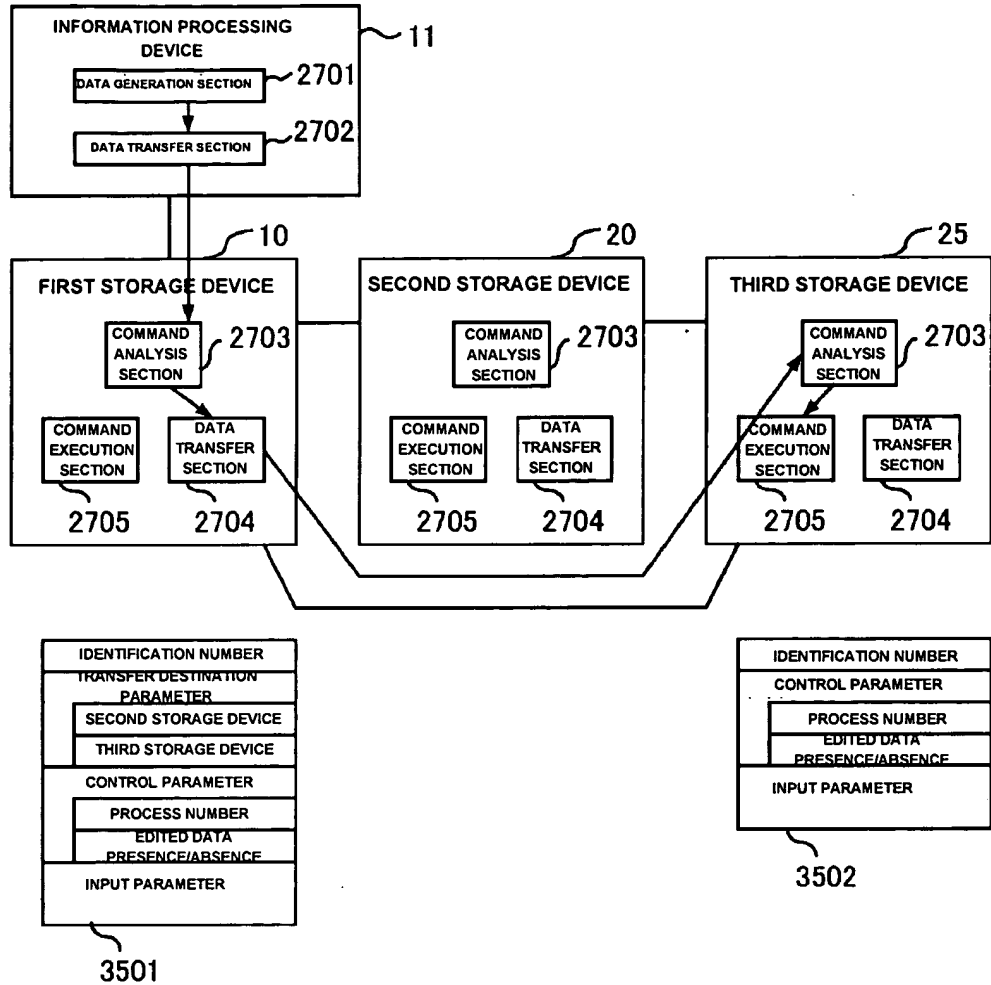 INFORMATION PROCESSING
DEVICE
11
DATA GENERATION SECTION
2701
DATA TRANSFER SECTION
2702
10
20
25
FIRST STORAGE DEVICE
SECOND STORAGE DEVICE
THIRD STORAGE DEVICE
COMMAND
ANALYSIS
SECTION
2703
COMMAND
EXECUTION
SECTION
2705
DATA
TRANSFER
SECTION
2704
COMMAND
ANALYSIS
SECTION
2703
COMMAND
EXECUTION
SECTION
2705
DATA
TRANSFER
SECTION
2704
COMMAND
ANALYSIS
SECTION
2703
COMMAND
EXECUTION
SECTION
2705
DATA
TRANSFER
SECTION
2704
IDENTIFICATION NUMBER
TRANSFER DESTINATION
PARAMETER
SECOND STORAGE DEVICE
THIRD STORAGE DEVICE
CONTROL PARAMETER
PROCESS NUMBER
EDITED DATA
PRESENCE/ABSENCE
INPUT PARAMETER
3501
IDENTIFICATION NUMBER
CONTROL PARAMETER
PROCESS NUMBER
EDITED DATA
PRESENCE/ABSENCE
INPUT PARAMETER
3502